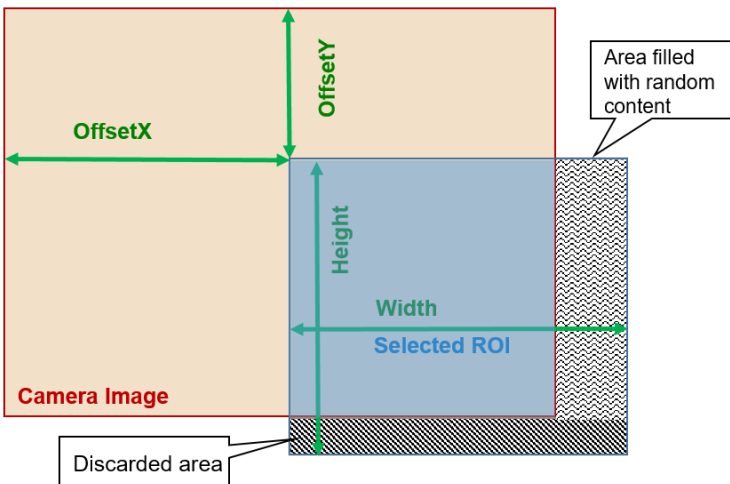 OffsetY
Area filled
with random
content
OffsetX
Height
Width
Selected ROI
Camera Image
Discarded area